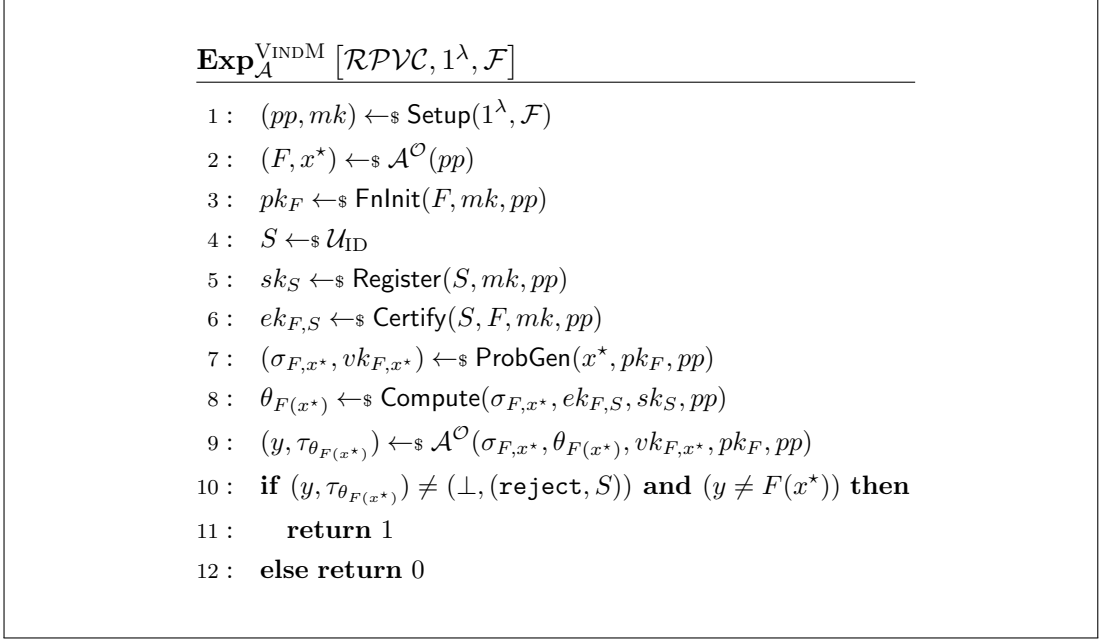 Exp_A^VINDM [RPVC, 1^λ, F]
1 : (pp, mk) ←$ Setup(1^λ, F)
2 : (F, x^⋆) ←$ A^O(pp)
3 : pk_F ←$ FnInit(F, mk, pp)
4 : S ←$ U_ID
5 : sk_S ←$ Register(S, mk, pp)
6 : ek_{F,S} ←$ Certify(S, F, mk, pp)
7 : (σ_{F,x^⋆}, vk_{F,x^⋆}) ←$ ProbGen(x^⋆, pk_F, pp)
8 : θ_{F(x^⋆)} ←$ Compute(σ_{F,x^⋆}, ek_{F,S}, sk_S, pp)
9 : (y, τ_{θ_{F(x^⋆)}}) ←$ A^O(σ_{F,x^⋆}, θ_{F(x^⋆)}, vk_{F,x^⋆}, pk_F, pp)
10 : if (y, τ_{θ_{F(x^⋆)}}) ≠ (⊥, (reject, S)) and (y ≠ F(x^⋆)) then
11 : return 1
12 : else return 0